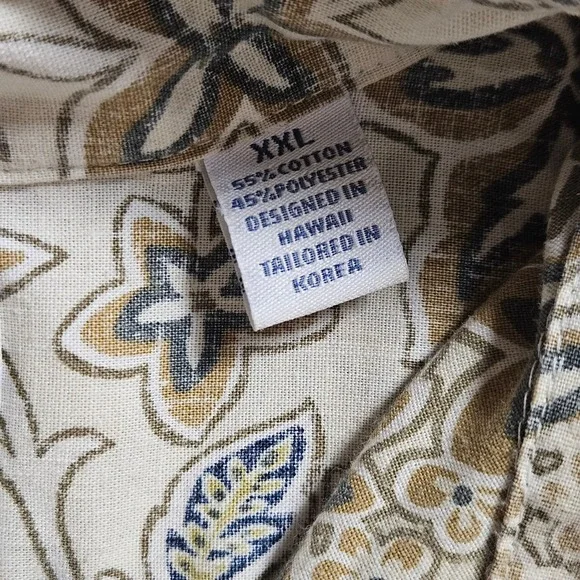 XXL
55% COTTON
45% POLYESTER
DESIGNED IN
HAWAII
TAILORED IN
KOREA